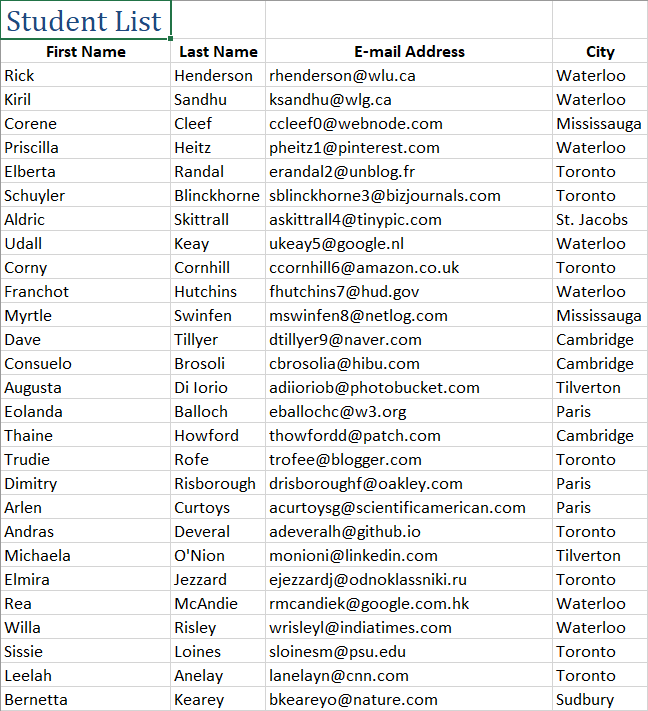 Student List
First Name Last Name E-mail Address City
Rick Henderson rhenderson@wlu.ca Waterloo
Kiril Sandhu ksandhu@wlg.ca Waterloo
Corene Cleef ccleef0@webnode.com Mississauga
Priscilla Heitz pheitz1@pinterest.com Waterloo
Elberta Randal erandal2@unblog.fr Toronto
Schuyler Blinckhorne sblinckhorne3@bizjournals.com Toronto
Aldric Skittrall askittrall4@tinypic.com St. Jacobs
Udall Keay ukeay5@google.nl Waterloo
Corny Cornhill ccornhill6@amazon.co.uk Toronto
Franchot Hutchins fhutchins7@hud.gov Waterloo
Myrtle Swinfen mswinfen8@netlog.com Mississauga
Dave Tillyer dtillyer9@naver.com Cambridge
Consuelo Brosoli cbrosolia@hibu.com Cambridge
Augusta Di Iorio adiioriob@photobucket.com Tilverton
Eolanda Balloch eballochc@w3.org Paris
Thaine Howford thowfordd@patch.com Cambridge
Trudie Rofe trofee@blogger.com Toronto
Dimitry Risborough drisboroughf@oakley.com Paris
Arlen Curtoys acurtoysg@scientificamerican.com Paris
Andras Deveral adeveralh@github.io Toronto
Michaela O'Nion monioni@linkedin.com Tilverton
Elmira Jezzard ejezzardj@odnoklassniki.ru Toronto
Rea McAndie rmcandiek@google.com.hk Waterloo
Willa Risley wrisleyl@indiatimes.com Waterloo
Sissie Loines sloinesm@psu.edu Toronto
Leelah Anelay lanelayn@cnn.com Toronto
Bernetta Kearey bkeareyo@nature.com Sudbury